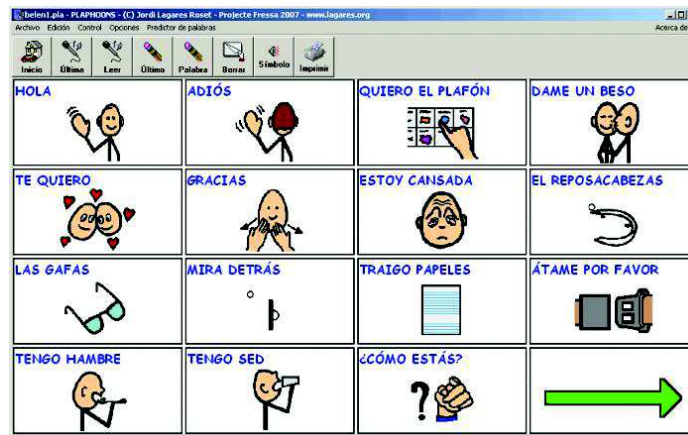 belen1.pla - PLAPHOONS - (C) Jordi Lagares Roset - Projecte Fressa 2007 - www.lagares.org
Archivo Edición Control Opciones Predictor de palabras Acerca de
Inicio Última Leer Último Palabra Borrar Símbolo Imprimir
HOLA
ADIÓS
QUIERO EL PLAFÓN
DAME UN BESO
TE QUIERO
GRACIAS
ESTOY CANSADA
EL REPOSACABEZAS
LAS GAFAS
MIRA DETRÁS
TRAIGO PAPELES
ÁTAME POR FAVOR
TENGO HAMBRE
TENGO SED
¿CÓMO ESTÁS?